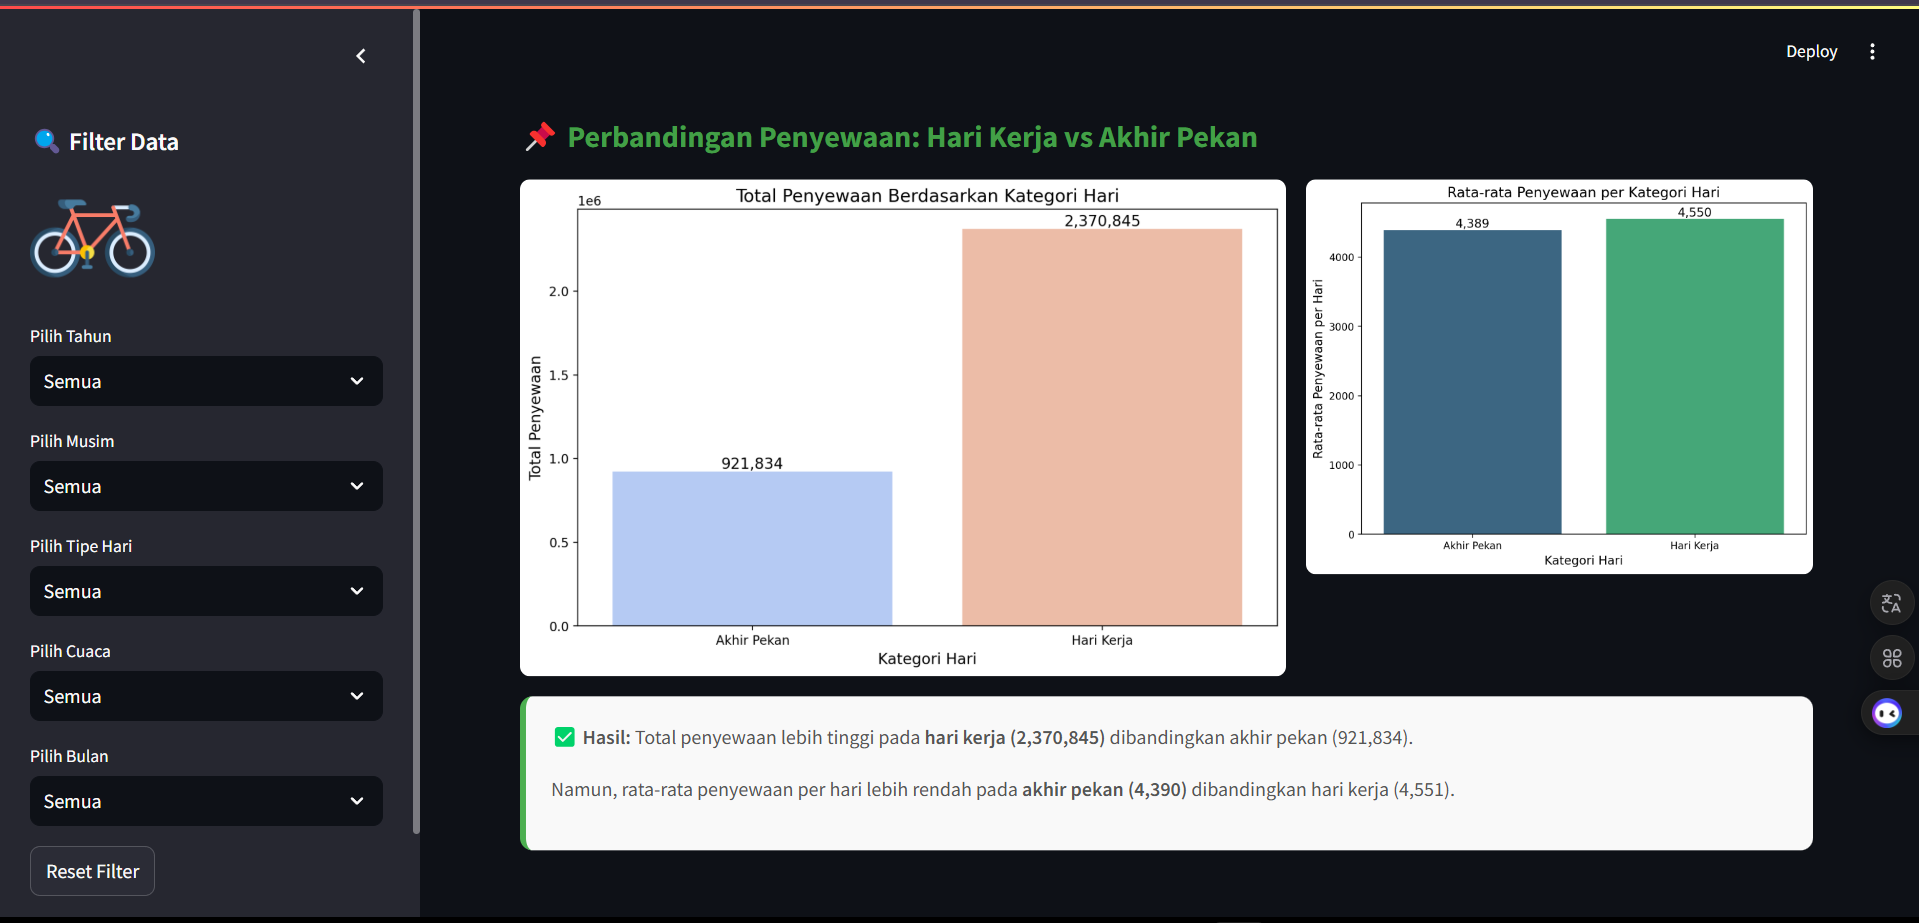 Deploy
Filter Data
Pilih Tahun
Semua
Pilih Musim
Semua
Pilih Tipe Hari
Semua
Pilih Cuaca
Semua
Pilih Bulan
Semua
Reset Filter
Perbandingan Penyewaan: Hari Kerja vs Akhir Pekan
Total Penyewaan Berdasarkan Kategori Hari
1e6
2,370,845
921,834
2.0
1.5
1.0
0.5
0.0
Total Penyewaan
Akhir Pekan
Hari Kerja
Kategori Hari
Rata-rata Penyewaan per Kategori Hari
4,389
4,550
4000
3000
2000
1000
0
Rata-rata Penyewaan per Hari
Akhir Pekan
Hari Kerja
Kategori Hari
Hasil: Total penyewaan lebih tinggi pada hari kerja (2,370,845) dibandingkan akhir pekan (921,834).
Namun, rata-rata penyewaan per hari lebih rendah pada akhir pekan (4,390) dibandingkan hari kerja (4,551).